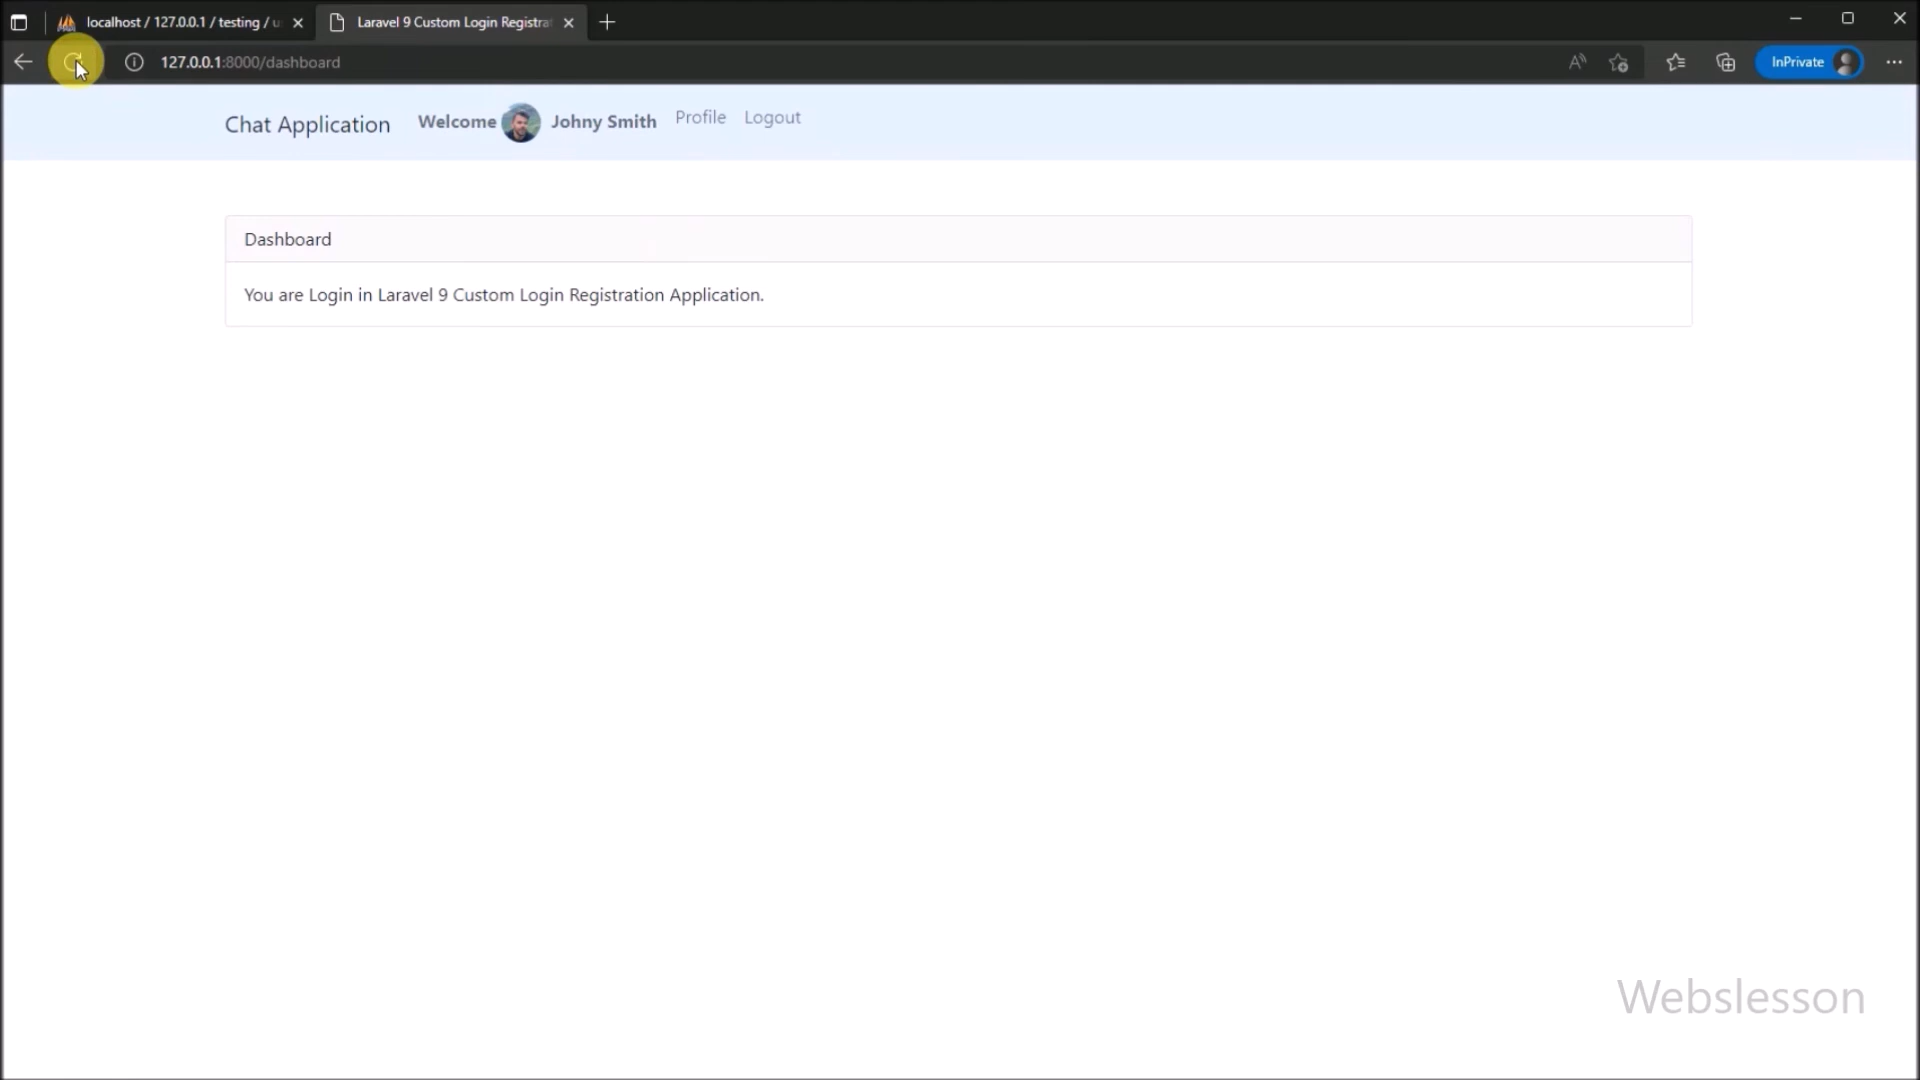 localhost / 127.0.0.1 / testing / u
Laravel 9 Custom Login Registra
127.0.0.1:8000/dashboard
InPrivate
Chat Application
Welcome Johny Smith
Profile
Logout
Dashboard
You are Login in Laravel 9 Custom Login Registration Application.
Webslesson